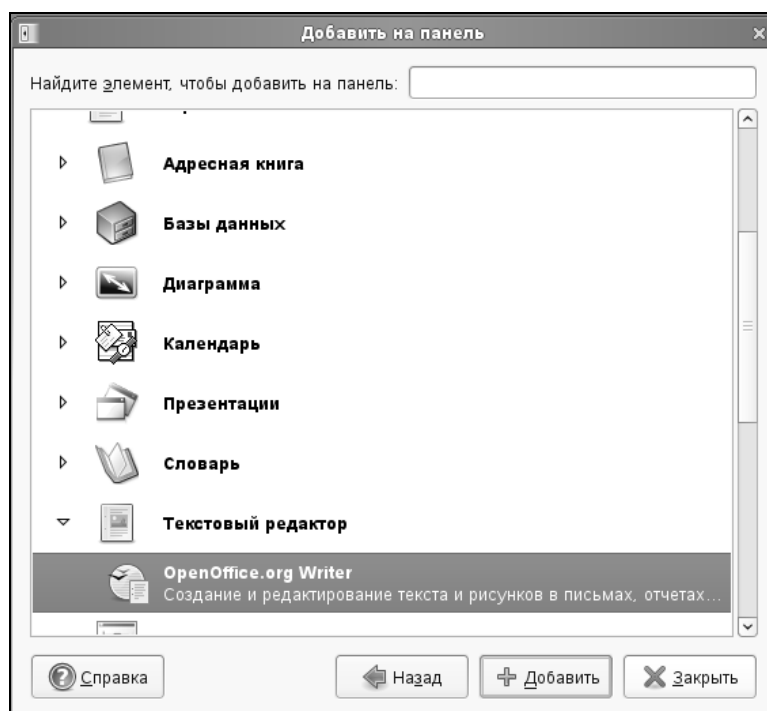 Добавить на панель
Найдите элемент, чтобы добавить на панель:
Адресная книга
Базы данных
Диаграмма
Календарь
Презентации
Словарь
Текстовый редактор
OpenOffice.org Writer
Создание и редактирование текста и рисунков в письмах, отчетах...
Справка
Назад
Добавить
Закрыть